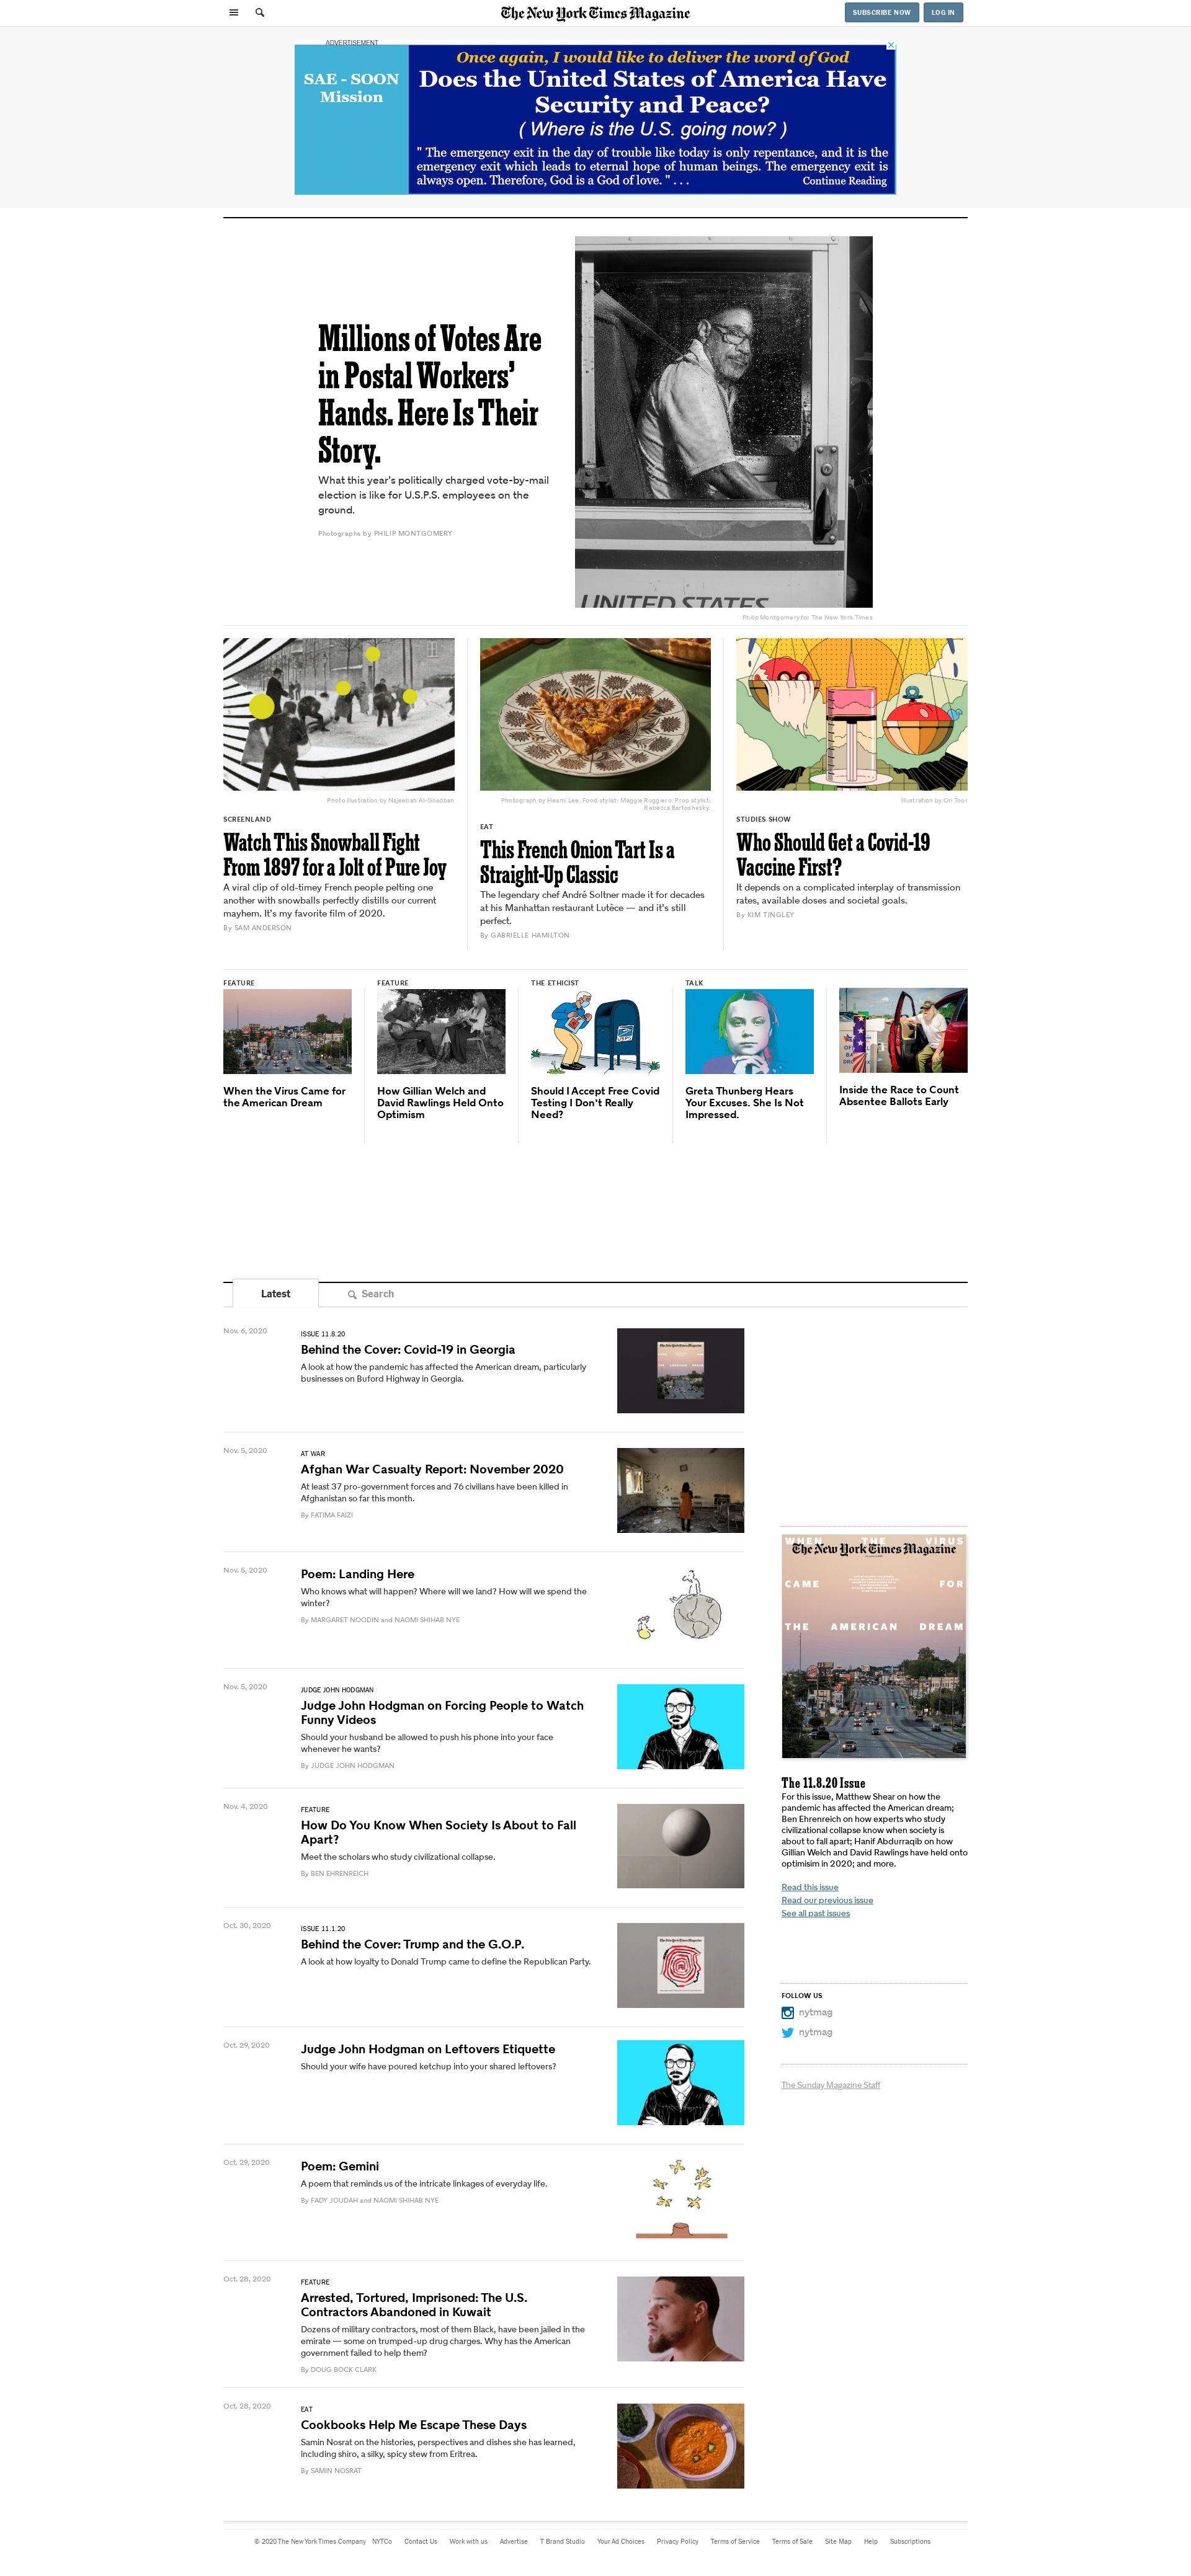 The New York Times Magazine
SUBSCRIBE NOW
LOG IN
ADVERTISEMENT
SAE - SOON
Mission
Once again, I would like to deliver the word of God
Does the United States of America Have
Security and Peace?
( Where is the U.S. going now? )
" The emergency exit in the day of trouble like today is only repentance, and it is the
emergency exit which leads to eternal hope of human beings. The emergency exit is
always open. Therefore, God is a God of love. " . . .
Continue Reading
Millions of Votes Are
in Postal Workers’
Hands. Here Is Their
Story.
What this year’s politically charged vote-by-mail
election is like for U.S.P.S. employees on the
ground.
Photographs by PHILIP MONTGOMERY
UNITED STATES
Philip Montgomery for The New York Times
Photo illustration by Najeebah Al-Ghadban
SCREENLAND
Watch This Snowball Fight
From 1897 for a Jolt of Pure Joy
A viral clip of old-timey French people pelting one
another with snowballs perfectly distills our current
mayhem. It’s my favorite film of 2020.
By SAM ANDERSON
Photograph by Heami Lee. Food stylist: Maggie Ruggiero. Prop stylist:
Rebecca Bartoshesky.
EAT
This French Onion Tart Is a
Straight-Up Classic
The legendary chef André Soltner made it for decades
at his Manhattan restaurant Lutèce — and it’s still
perfect.
By GABRIELLE HAMILTON
Illustration by Ori Toor
STUDIES SHOW
Who Should Get a Covid-19
Vaccine First?
It depends on a complicated interplay of transmission
rates, available doses and societal goals.
By KIM TINGLEY
FEATURE
When the Virus Came for
the American Dream
FEATURE
How Gillian Welch and
David Rawlings Held Onto
Optimism
THE ETHICIST
Should I Accept Free Covid
Testing I Don’t Really
Need?
TALK
Greta Thunberg Hears
Your Excuses. She Is Not
Impressed.
Inside the Race to Count
Absentee Ballots Early
Latest
Search
Nov. 6, 2020
ISSUE 11.8.20
Behind the Cover: Covid-19 in Georgia
A look at how the pandemic has affected the American dream, particularly
businesses on Buford Highway in Georgia.
Nov. 5, 2020
AT WAR
Afghan War Casualty Report: November 2020
At least 37 pro-government forces and 76 civilians have been killed in
Afghanistan so far this month.
By FATIMA FAIZI
Nov. 5, 2020
Poem: Landing Here
Who knows what will happen? Where will we land? How will we spend the
winter?
By MARGARET NOODIN and NAOMI SHIHAB NYE
Nov. 5, 2020
JUDGE JOHN HODGMAN
Judge John Hodgman on Forcing People to Watch
Funny Videos
Should your husband be allowed to push his phone into your face
whenever he wants?
By JUDGE JOHN HODGMAN
Nov. 4, 2020
FEATURE
How Do You Know When Society Is About to Fall
Apart?
Meet the scholars who study civilizational collapse.
By BEN EHRENREICH
Oct. 30, 2020
ISSUE 11.1.20
Behind the Cover: Trump and the G.O.P.
A look at how loyalty to Donald Trump came to define the Republican Party.
Oct. 29, 2020
Judge John Hodgman on Leftovers Etiquette
Should your wife have poured ketchup into your shared leftovers?
Oct. 29, 2020
Poem: Gemini
A poem that reminds us of the intricate linkages of everyday life.
By FADY JOUDAH and NAOMI SHIHAB NYE
Oct. 28, 2020
FEATURE
Arrested, Tortured, Imprisoned: The U.S.
Contractors Abandoned in Kuwait
Dozens of military contractors, most of them Black, have been jailed in the
emirate — some on trumped-up drug charges. Why has the American
government failed to help them?
By DOUG BOCK CLARK
Oct. 28, 2020
EAT
Cookbooks Help Me Escape These Days
Samin Nosrat on the histories, perspectives and dishes she has learned,
including shiro, a silky, spicy stew from Eritrea.
By SAMIN NOSRAT
WHEN THE VIRUS
The New York Times Magazine
CAME FOR
THE AMERICAN DREAM
The 11.8.20 Issue
For this issue, Matthew Shear on how the
pandemic has affected the American dream;
Ben Ehrenreich on how experts who study
civilizational collapse know when society is
about to fall apart; Hanif Abdurraqib on how
Gillian Welch and David Rawlings have held onto
optimisim in 2020; and more.
Read this issue
Read our previous issue
See all past issues
FOLLOW US
nytmag
nytmag
The Sunday Magazine Staff
© 2020 The New York Times Company NYTCo Contact Us Work with us Advertise T Brand Studio Your Ad Choices Privacy Policy Terms of Service Terms of Sale Site Map Help Subscriptions